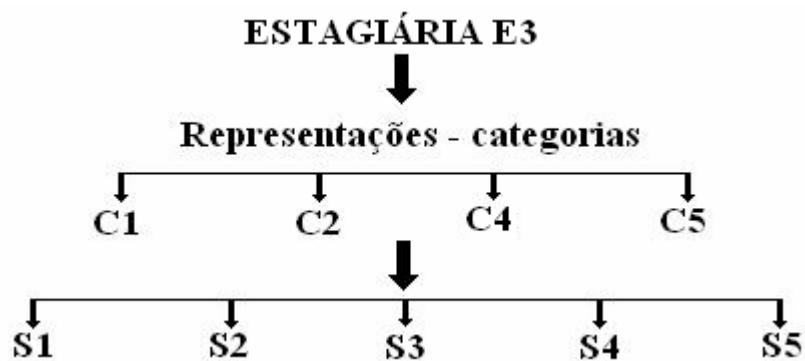 ESTAGIÁRIA E3
Representações - categorias
C1 C2 C4 C5
S1 S2 S3 S4 S5